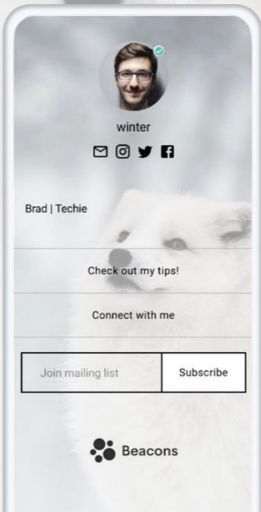 winter
Brad | Techie
Check out my tips!
Connect with me
Join mailing list Subscribe
Beacons